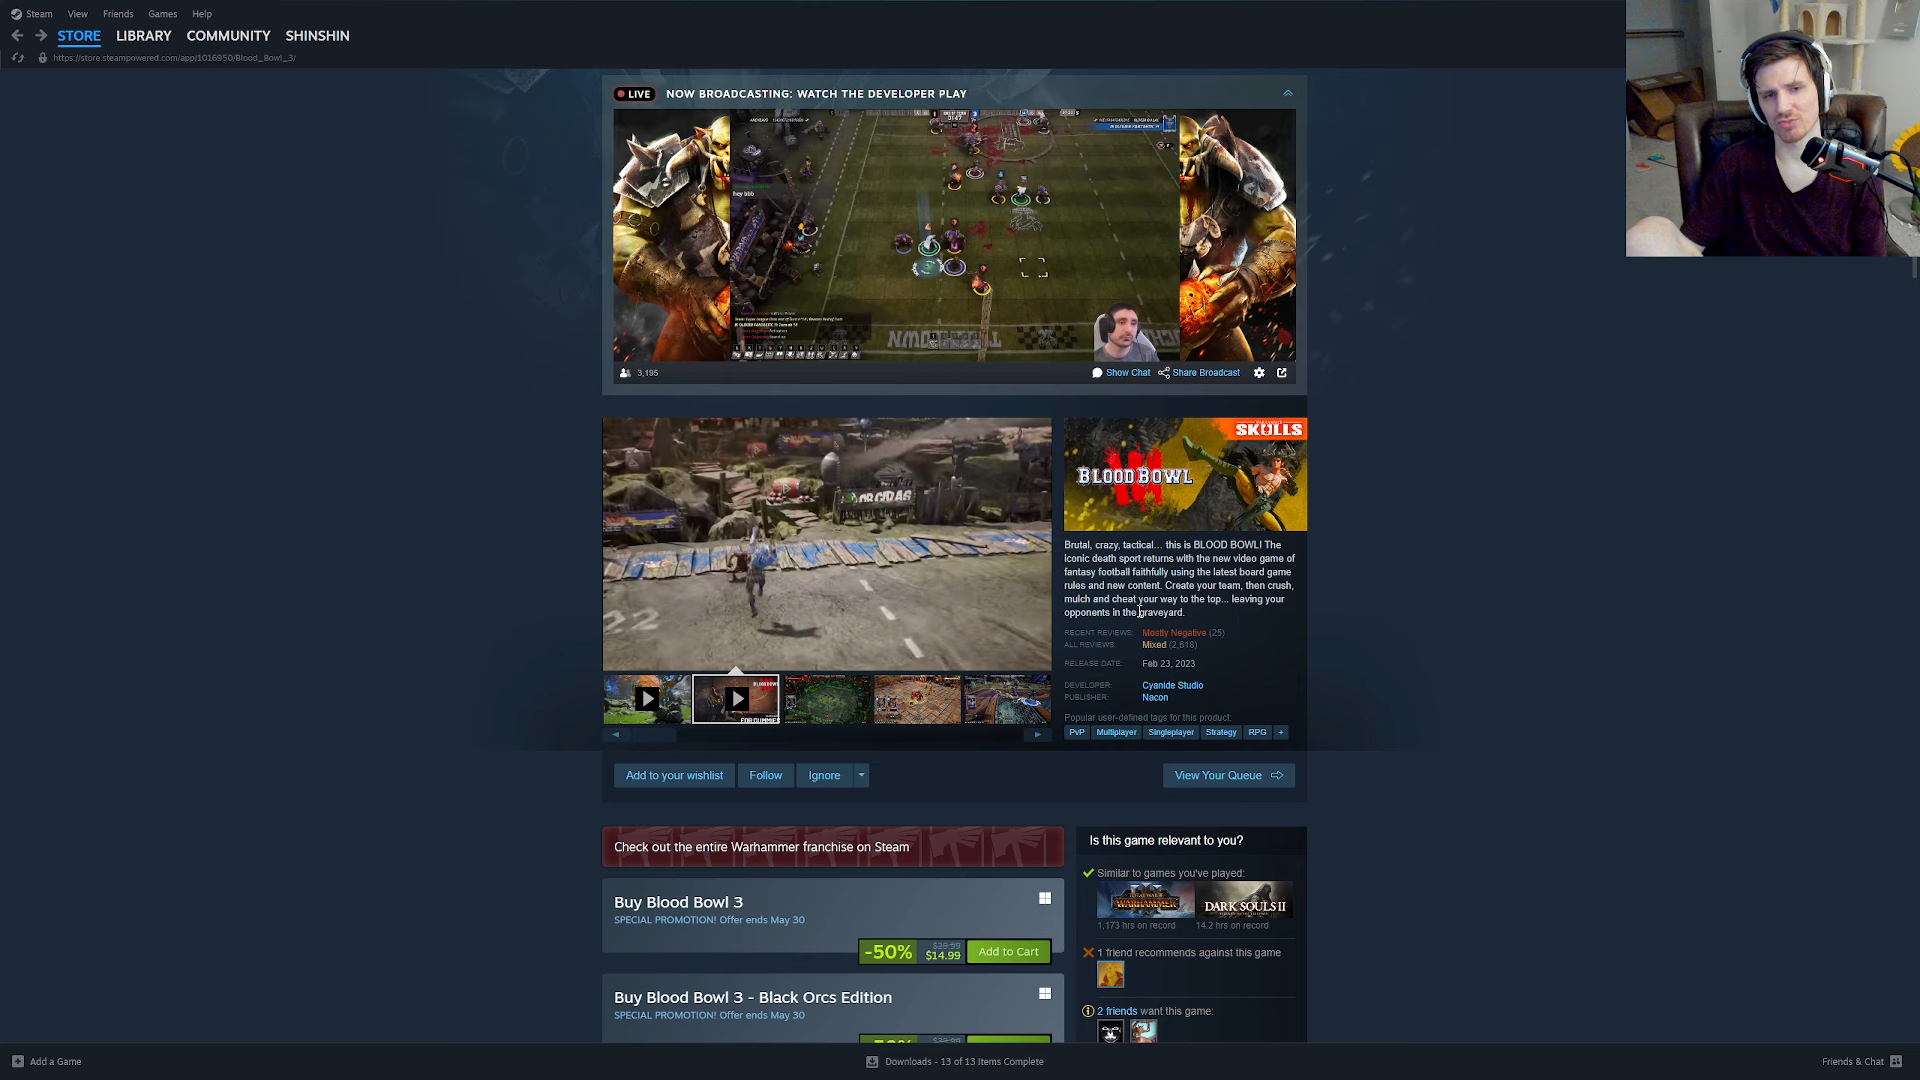 Steam View Friends Games Help
STORE LIBRARY COMMUNITY SHINSHIN
https://store.steampowered.com/app/1016950/Blood_Bowl_3/
LIVE NOW BROADCASTING: WATCH THE DEVELOPER PLAY
hey bbb
3,195
Show Chat Share Broadcast
SKULLS
BLOOD BOWL
Brutal, crazy, tactical... this is BLOOD BOWL! The
iconic death sport returns with the new video game of
fantasy football faithfully using the latest board game
rules and new content. Create your team, then crush,
mulch and cheat your way to the top... leaving your
opponents in the graveyard.
RECENT REVIEWS: Mostly Negative (25)
ALL REVIEWS: Mixed (2,618)
RELEASE DATE: Feb 23, 2023
DEVELOPER: Cyanide Studio
PUBLISHER: Nacon
Popular user-defined tags for this product:
PvP Multiplayer Singleplayer Strategy RPG +
FOR DUMMIES
Add to your wishlist Follow Ignore View Your Queue
Check out the entire Warhammer franchise on Steam
Is this game relevant to you?
Similar to games you've played:
WARHAMMER DARK SOULS II
1,173 hrs on record 14.2 hrs on record
Buy Blood Bowl 3
SPECIAL PROMOTION! Offer ends May 30
-50% $29.99 $14.99 Add to Cart
1 friend recommends against this game
Buy Blood Bowl 3 - Black Orcs Edition
SPECIAL PROMOTION! Offer ends May 30
2 friends want this game:
Add a Game
Downloads - 13 of 13 Items Complete
Friends & Chat